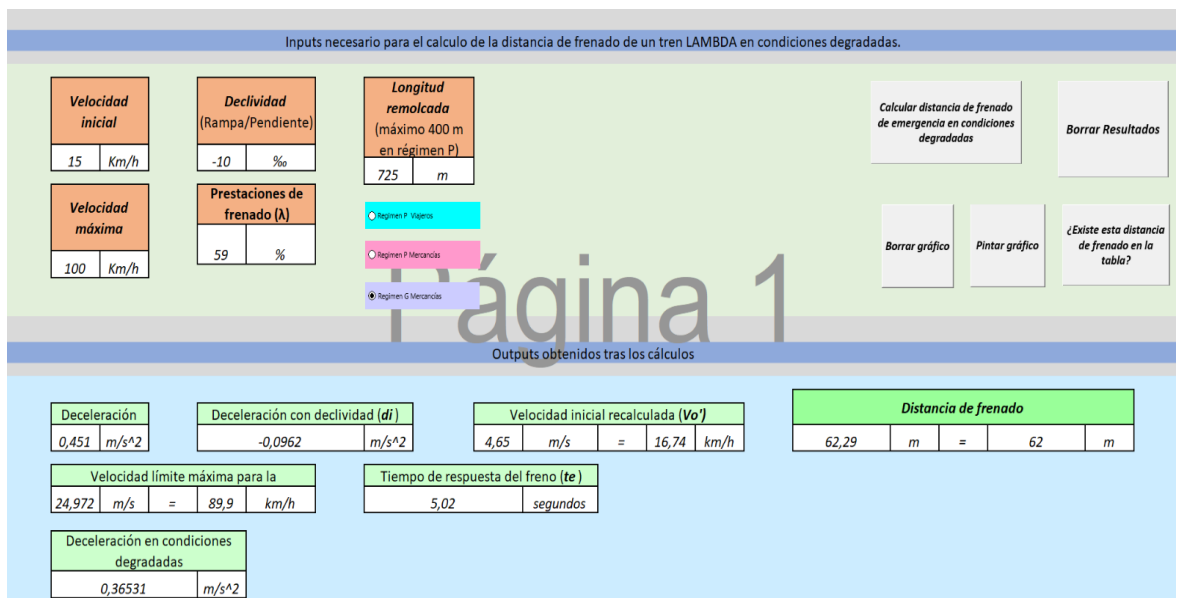 Inputs necesario para el calculo de la distancia de frenado de un tren LAMBDA en condiciones degradadas.
Velocidad
inicial
15 Km/h
Declividad
(Rampa/Pendiente)
-10 ‰
Longitud
remolcada
(máximo 400 m
en régimen P)
725 m
Calcular distancia de frenado
de emergencia en condiciones
degradadas
Borrar Resultados
Velocidad
máxima
100 Km/h
Prestaciones de
frenado (λ)
59 %
Regimen P Viajeros
Regimen P Mercancías
Regimen G Mercancías
Borrar gráfico
Pintar gráfico
¿Existe esta distancia
de frenado en la
tabla?
Página 1
Outputs obtenidos tras los cálculos
Deceleración
0,451 m/s^2
Deceleración con declividad (di)
-0,0962 m/s^2
Velocidad inicial recalculada (Vo')
4,65 m/s = 16,74 km/h
Distancia de frenado
62,29 m = 62 m
Velocidad límite máxima para la
24,972 m/s = 89,9 km/h
Tiempo de respuesta del freno (te)
5,02 segundos
Deceleración en condiciones
degradadas
0,36531 m/s^2